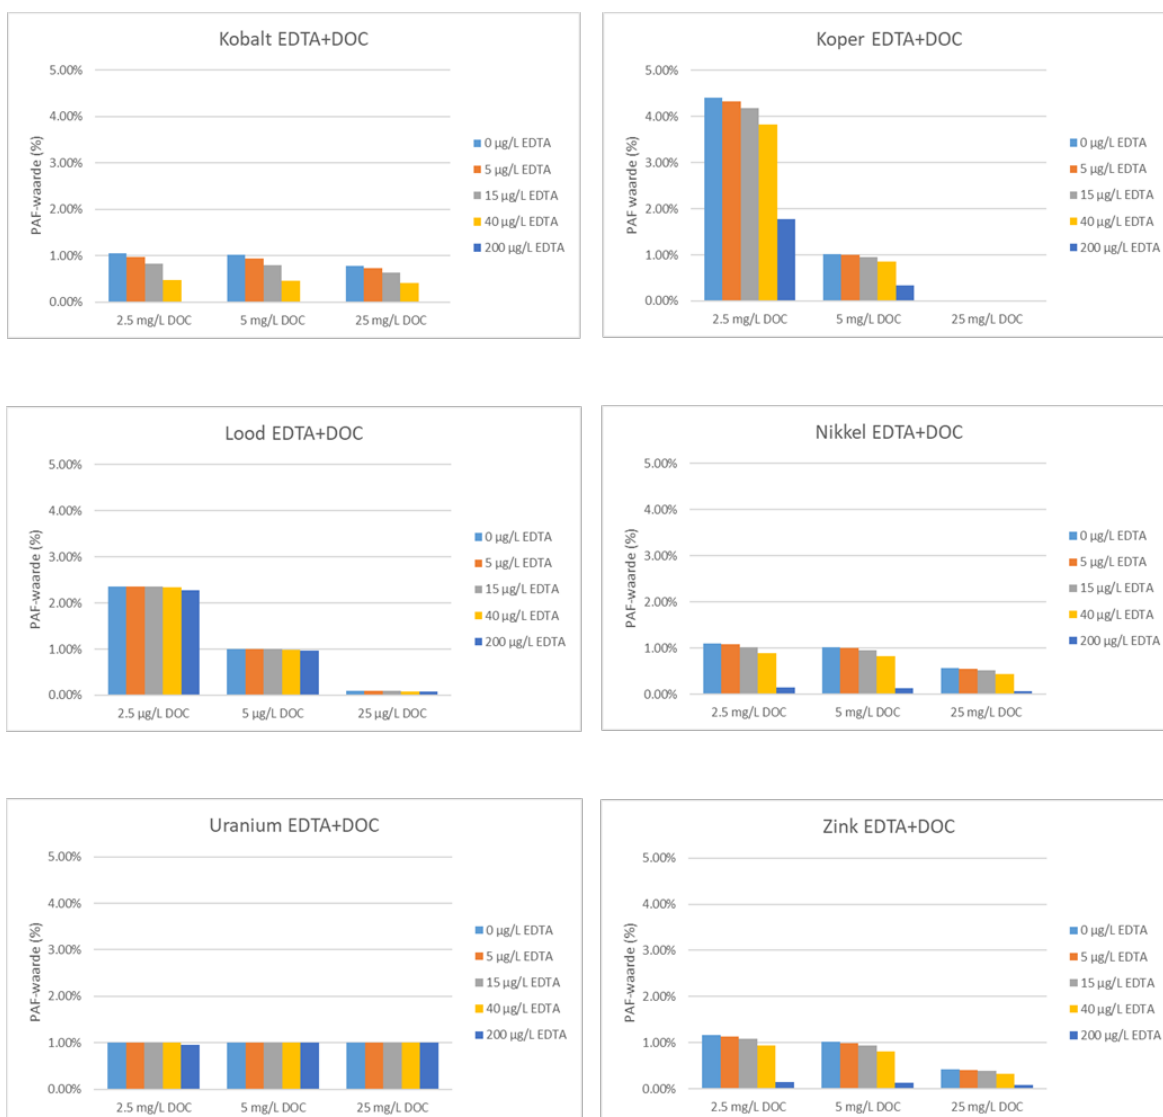 Kobalt EDTA+DOC
5.00%
4.00%
3.00%
2.00%
1.00%
0.00%
PAF-waarde (%)
2.5 mg/L DOC
5 mg/L DOC
25 mg/L DOC
0 µg/L EDTA
5 µg/L EDTA
15 µg/L EDTA
40 µg/L EDTA
200 µg/L EDTA
Koper EDTA+DOC
5.00%
4.00%
3.00%
2.00%
1.00%
0.00%
PAF waarde (%)
2.5 mg/L DOC
5 mg/L DOC
25 mg/L DOC
0 µg/L EDTA
5 µg/L EDTA
15 µg/L EDTA
40 µg/L EDTA
200 µg/L EDTA
Lood EDTA+DOC
5.00%
4.00%
3.00%
2.00%
1.00%
0.00%
PAF-waarde (%)
2.5 µg/L DOC
5 µg/L DOC
25 µg/L DOC
0 µg/L EDTA
5 µg/L EDTA
15 µg/L EDTA
40 µg/L EDTA
200 µg/L EDTA
Nikkel EDTA+DOC
5.00%
4.00%
3.00%
2.00%
1.00%
0.00%
PAF-waarde (%)
2.5 mg/L DOC
5 mg/L DOC
25 mg/L DOC
0 µg/L EDTA
5 µg/L EDTA
15 µg/L EDTA
40 µg/L EDTA
200 µg/L EDTA
Uranium EDTA+DOC
5.00%
4.00%
3.00%
2.00%
1.00%
0.00%
PAF-waarde (%)
2.5 mg/L DOC
5 mg/L DOC
25 mg/L DOC
0 µg/L EDTA
5 µg/L EDTA
15 µg/L EDTA
40 µg/L EDTA
200 µg/L EDTA
Zink EDTA+DOC
5.00%
4.00%
3.00%
2.00%
1.00%
0.00%
PAF-waarde (%)
2.5 mg/L DOC
5 mg/L DOC
25 mg/L DOC
0 µg/L EDTA
5 µg/L EDTA
15 µg/L EDTA
40 µg/L EDTA
200 µg/L EDTA